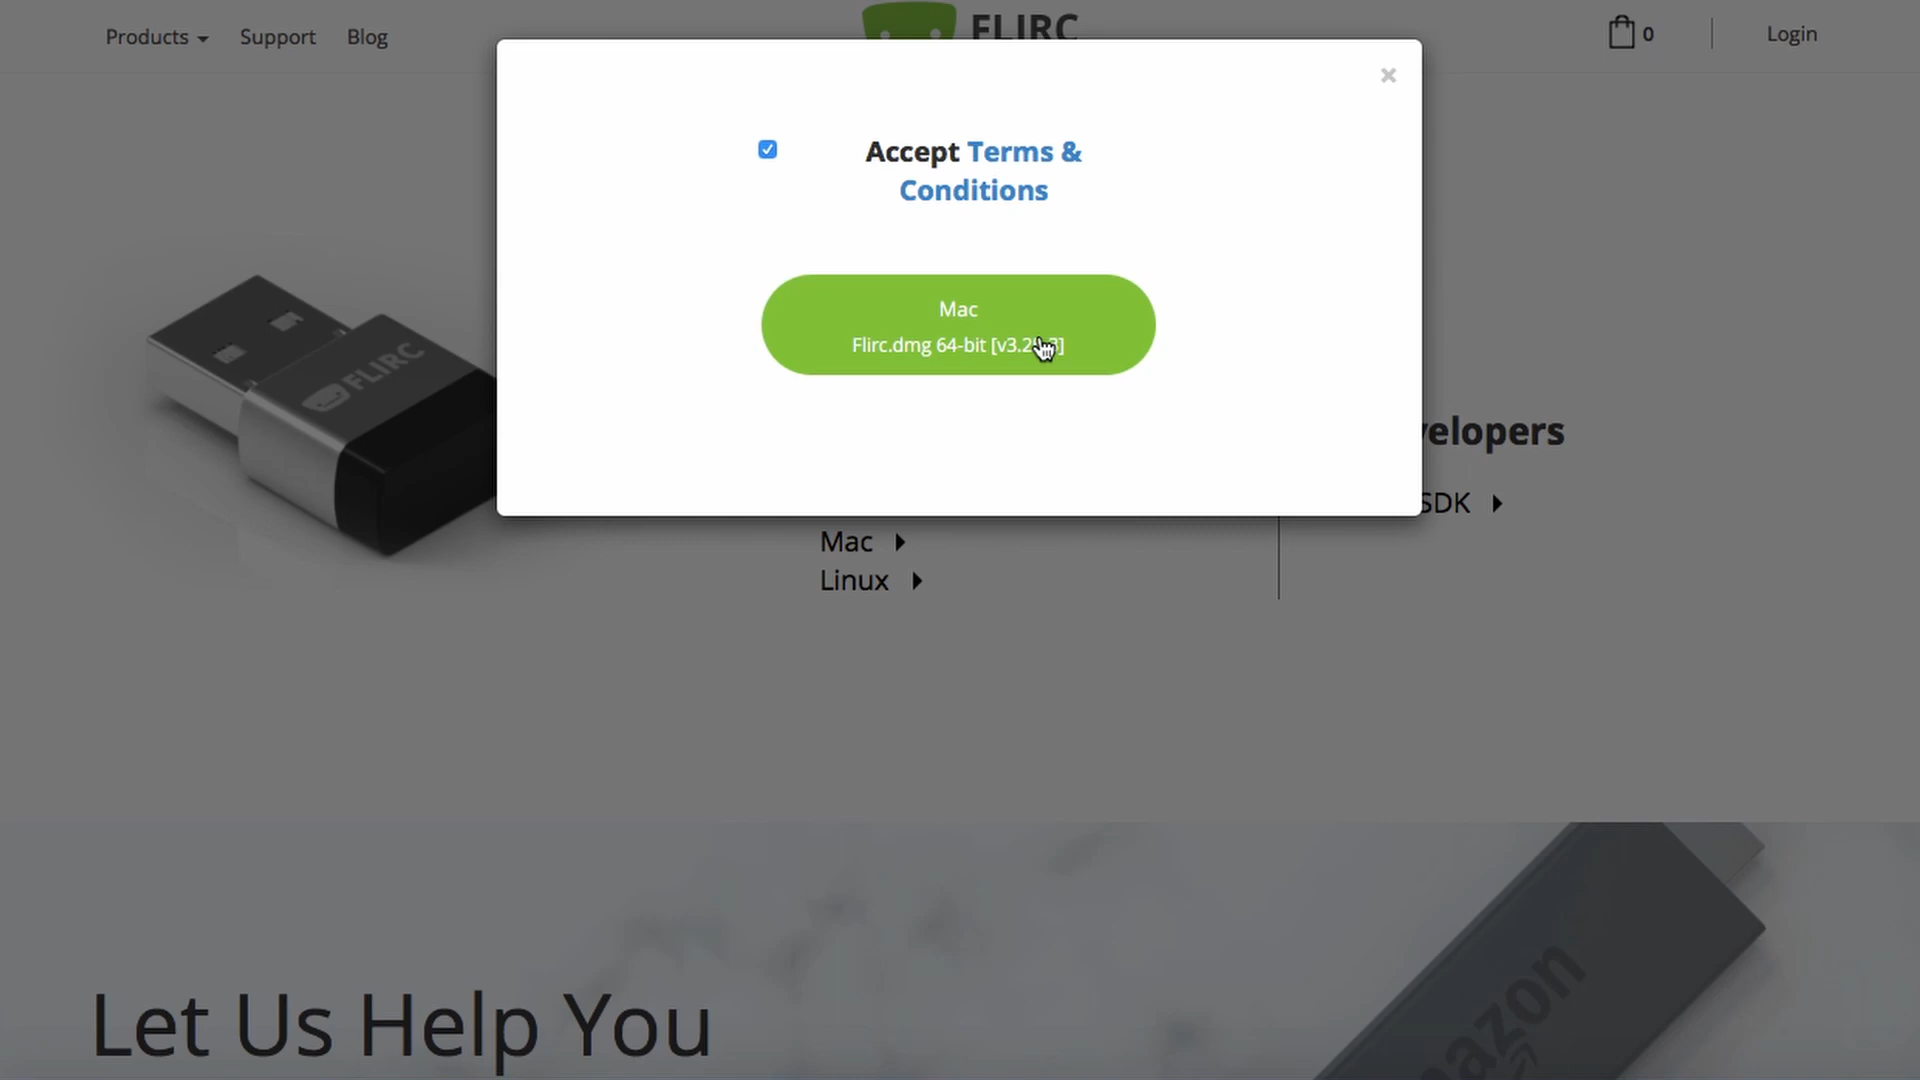 Products
Support
Blog
FLIRC
0
Login
Accept Terms &
Conditions
Mac
Flirc.dmg 64-bit
FLIRC
SDK
Mac
Linux
Let Us Help You